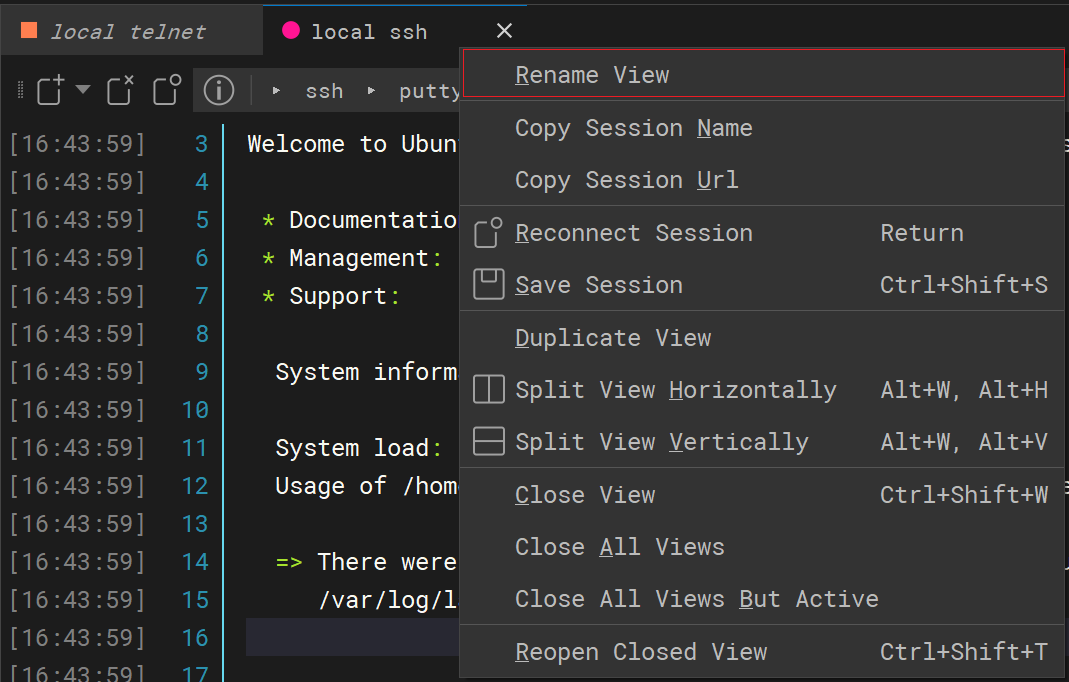 local telnet
local ssh
ssh putty
Rename View
Copy Session Name
Copy Session Url
Reconnect Session Return
Save Session Ctrl+Shift+S
Duplicate View
Split View Horizontally Alt+W, Alt+H
Split View Vertically Alt+W, Alt+V
Close View Ctrl+Shift+W
Close All Views
Close All Views But Active
Reopen Closed View Ctrl+Shift+T
[16:43:59] 3 Welcome to
[16:43:59] 4
[16:43:59] 5 *
[16:43:59] 6 * Management:
[16:43:59] 7 * Support:
[16:43:59] 8
[16:43:59] 9 System
[16:43:59] 10
[16:43:59] 11 System load:
[16:43:59] 12 Usage of
[16:43:59] 13
[16:43:59] 14 => There were
[16:43:59] 15
[16:43:59] 16
[16:43:59] 17